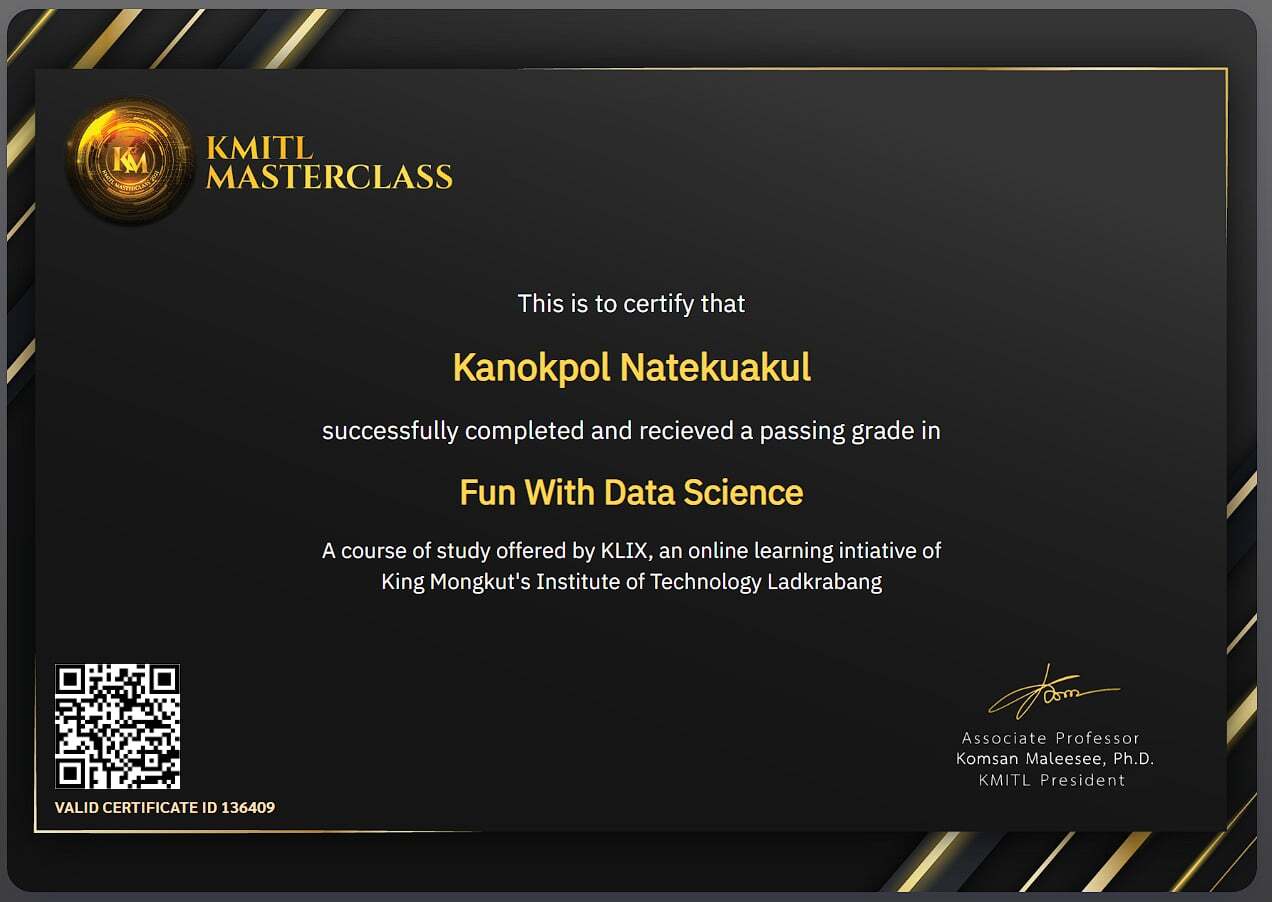 KM
KMITL
MASTERCLASS
This is to certify that
Kanokpol Natekuakul
successfully completed and recieved a passing grade in
Fun With Data Science
A course of study offered by KLIX, an online learning intiative of
King Mongkut's Institute of Technology Ladkrabang
VALID CERTIFICATE ID 136409
Associate Professor
Komsan Maleesee, Ph.D.
KMITL President